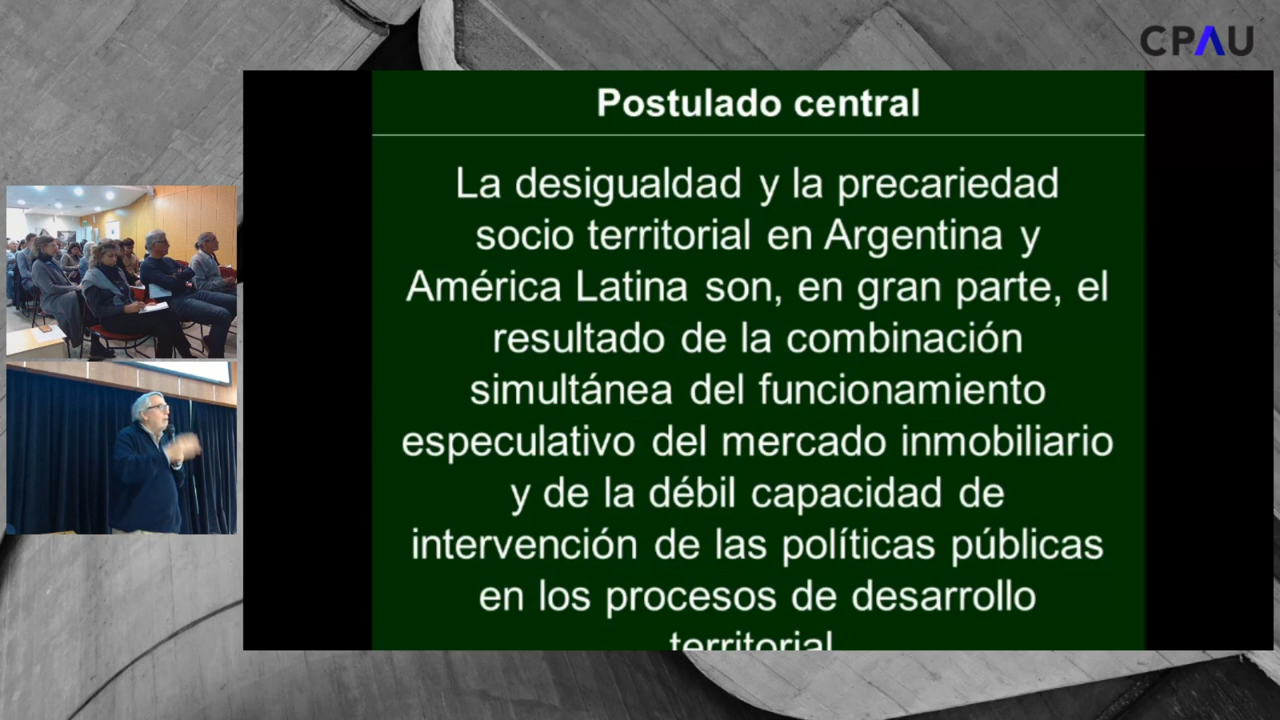 CPAU
Postulado central
La desigualdad y la precariedad
socio territorial en Argentina y
América Latina son, en gran parte, el
resultado de la combinación
simultánea del funcionamiento
especulativo del mercado inmobiliario
y de la débil capacidad de
intervención de las políticas públicas
en los procesos de desarrollo
territorial